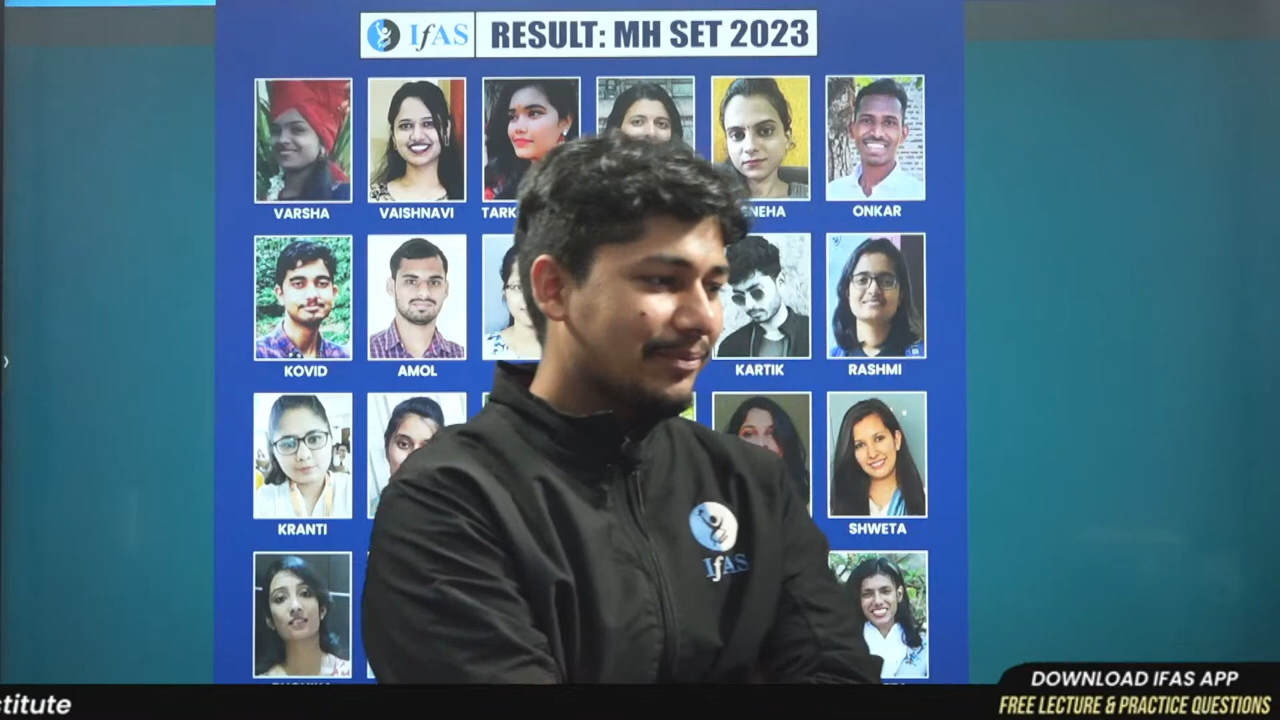 IfAS
RESULT: MH SET 2023
VARSHA
VAISHNAVI
ONKAR
KOVID
AMOL
KARTIK
RASHMI
KRANTI
SHWETA
IfAS
DOWNLOAD IFAS APP
FREE LECTURE & PRACTICE QUESTIONS